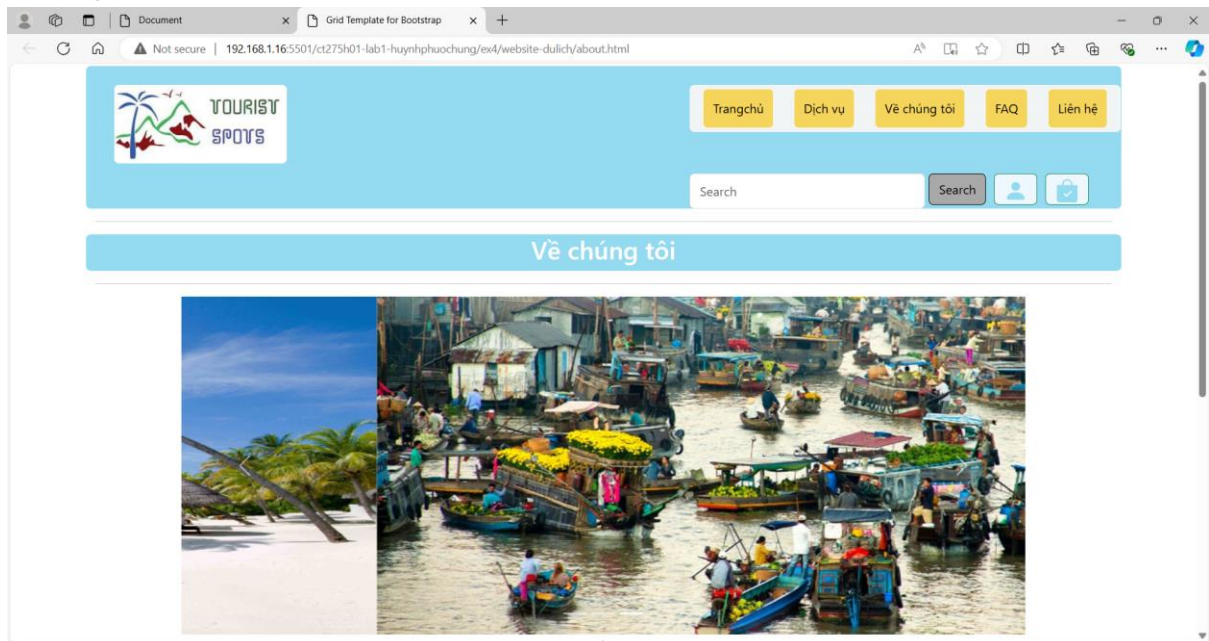 Document
Grid Template for Bootstrap
Not secure | 192.168.1.16:5501/ct275h01-lab1-huynhphuochung/ex4/website-dulich/about.html
TOURIST
SPOTS
Trangchủ Dịch vụ Về chúng tôi FAQ Liên hệ
Search Search
Về chúng tôi